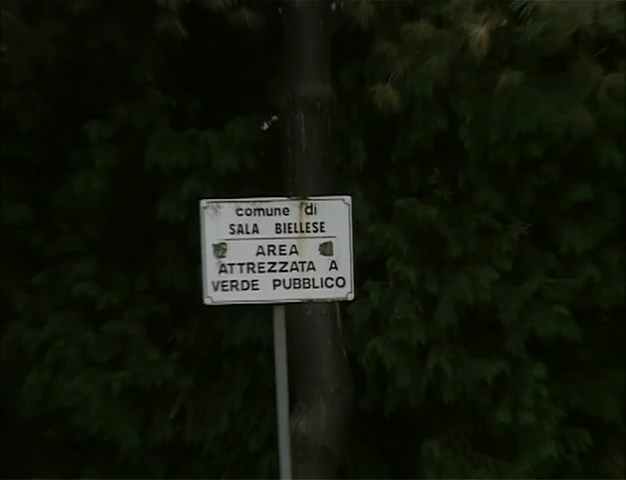 comune di
SALA BIELLESE
AREA
ATTREZZATA A
VERDE PUBBLICO